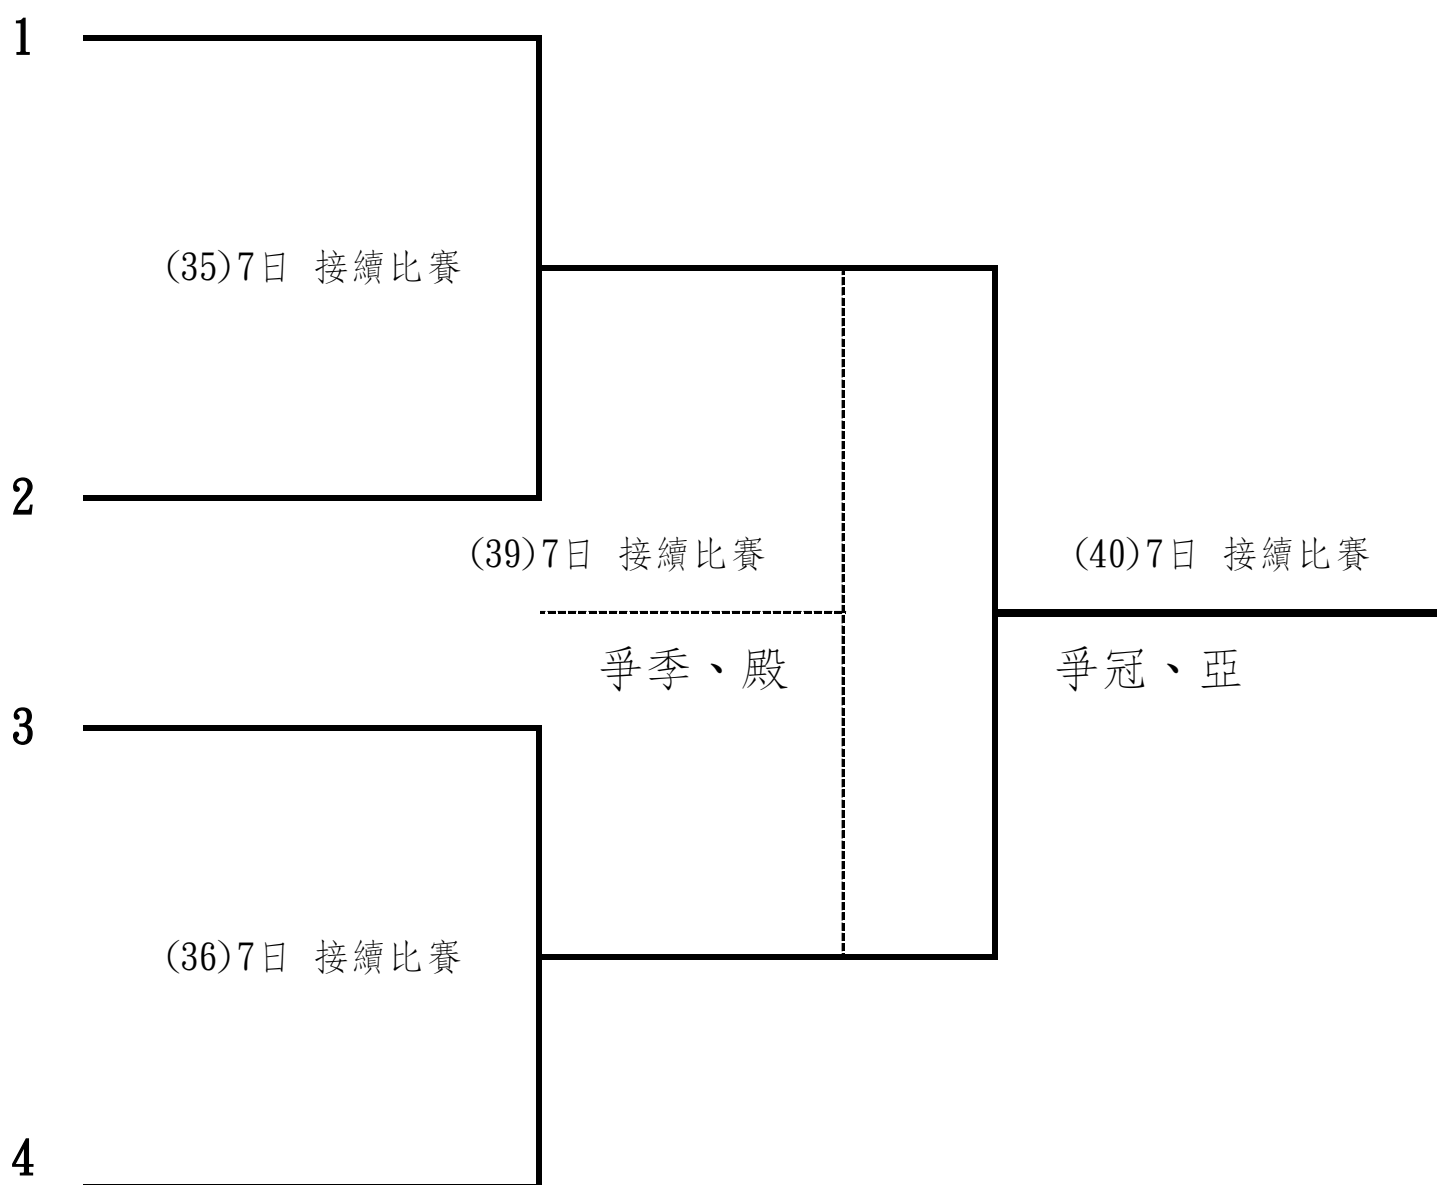 1
(35)7日 接續比賽
2
(39)7日 接續比賽
(40)7日 接續比賽
爭季、殿
爭冠、亞
3
(36)7日 接續比賽
4